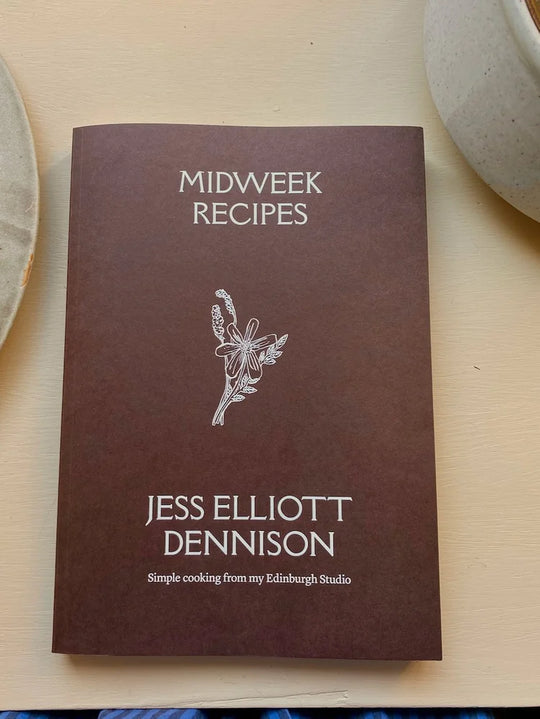 MIDWEEK
RECIPES
JESS ELLIOTT
DENNISON
Simple cooking from my Edinburgh Studio